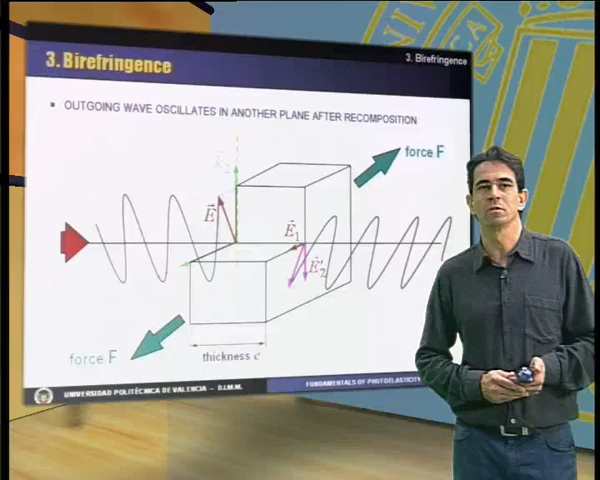 3. Birefringence
3. Birefringence
OUTGOING WAVE OSCILLATES IN ANOTHER PLANE AFTER RECOMPOSITION
force F
E
E₁
E'₂
force F
thickness e
UNIVERSIDAD POLITÉCNICA DE VALENCIA – D.I.M.M.
FUNDAMENTALS OF PHOTOELASTICITY